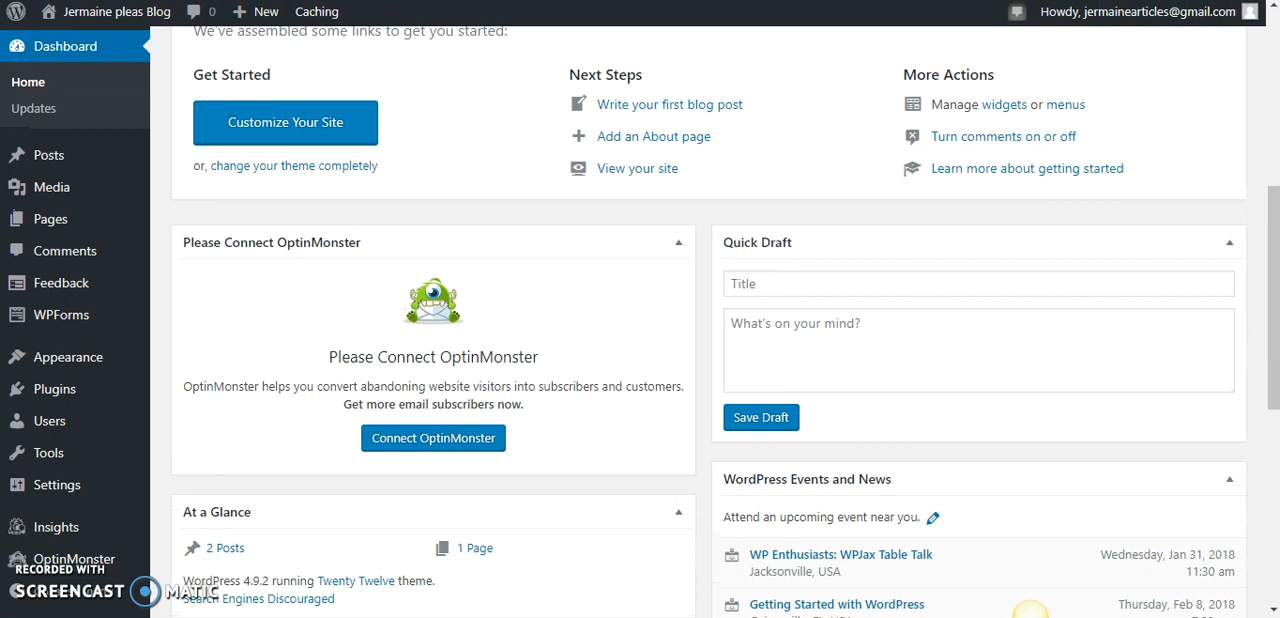 Jermaine pleas Blog 0 New Caching Howdy, jermainearticles@gmail.com
Dashboard
Home
Updates
Posts
Media
Pages
Comments
Feedback
WPForms
Appearance
Plugins
Users
Tools
Settings
Insights
OptinMonster
RECORDED WITH
SCREENCAST MATIC
We've assembled some links to get you started:
Get Started
Customize Your Site
or, change your theme completely
Next Steps
Write your first blog post
Add an About page
View your site
More Actions
Manage widgets or menus
Turn comments on or off
Learn more about getting started
Please Connect OptinMonster
Please Connect OptinMonster
OptinMonster helps you convert abandoning website visitors into subscribers and customers.
Get more email subscribers now.
Connect OptinMonster
At a Glance
2 Posts
1 Page
WordPress 4.9.2 running Twenty Twelve theme.
Search Engines Discouraged
Quick Draft
Title
What's on your mind?
Save Draft
WordPress Events and News
Attend an upcoming event near you.
WP Enthusiasts: WPJax Table Talk
Jacksonville, USA
Wednesday, Jan 31, 2018
11:30 am
Getting Started with WordPress
Thursday, Feb 8, 2018